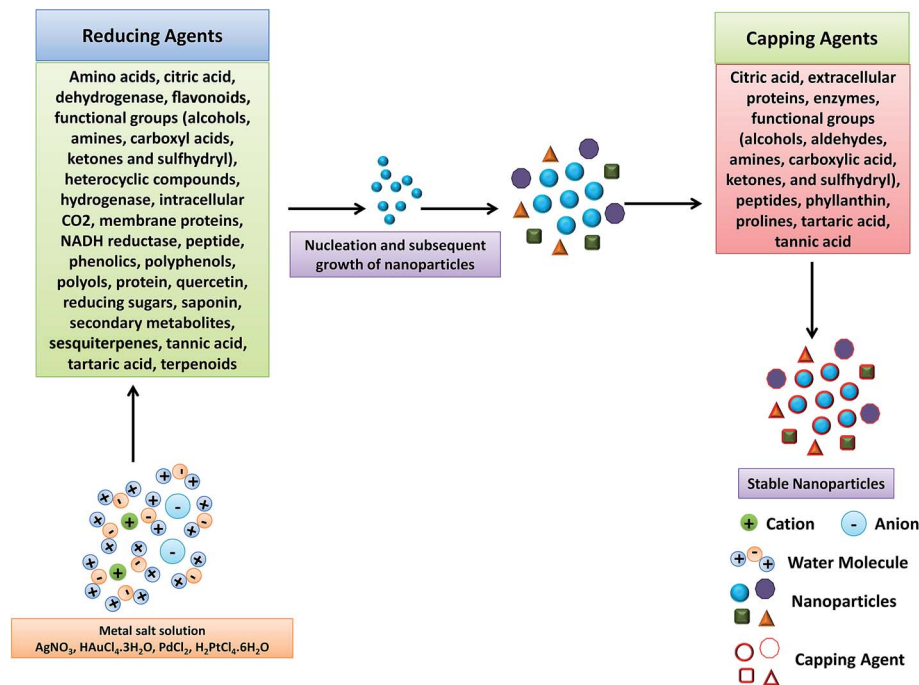 Reducing Agents
Amino acids, citric acid,
dehydrogenase, flavonoids,
functional groups (alcohols,
amines, carboxyl acids,
ketones and sulfhydryl),
heterocyclic compounds,
hydrogenase, intracellular
CO2, membrane proteins,
NADH reductase, peptide,
phenolics, polyphenols,
polyols, protein, quercetin,
reducing sugars, saponin,
secondary metabolites,
sesquiterpenes, tannic acid,
tartaric acid, terpenoids
Nucleation and subsequent
growth of nanoparticles
Capping Agents
Citric acid, extracellular
proteins, enzymes,
functional groups
(alcohols, aldehydes,
amines, carboxylic acid,
ketones, and sulfhydryl),
peptides, phyllanthin,
prolines, tartaric acid,
tannic acid
Stable Nanoparticles
+ Cation - Anion
+ - + Water Molecule
Nanoparticles
Capping Agent
Metal salt solution
AgNO₃, HAuCl₄.3H₂O, PdCl₂, H₂PtCl₄.6H₂O